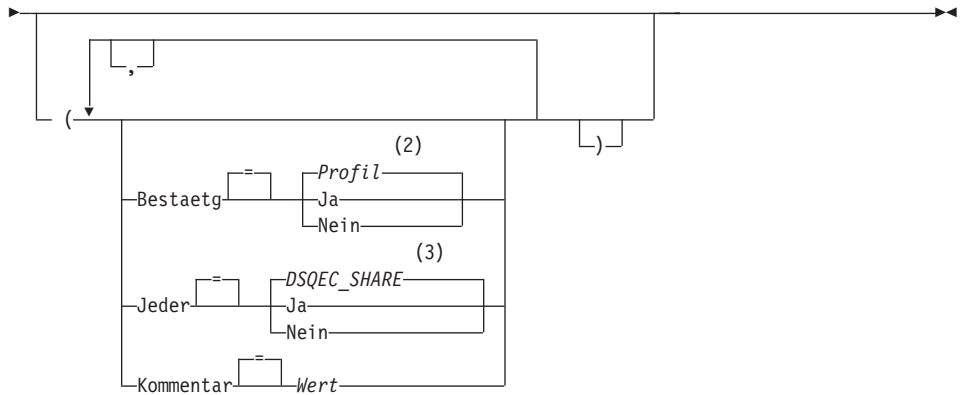 ,
( )
(2)
= Profil
Bestaetg Ja
Nein
(3)
= DSQEC_SHARE
Jeder Ja
Nein
=
Kommentar Wert